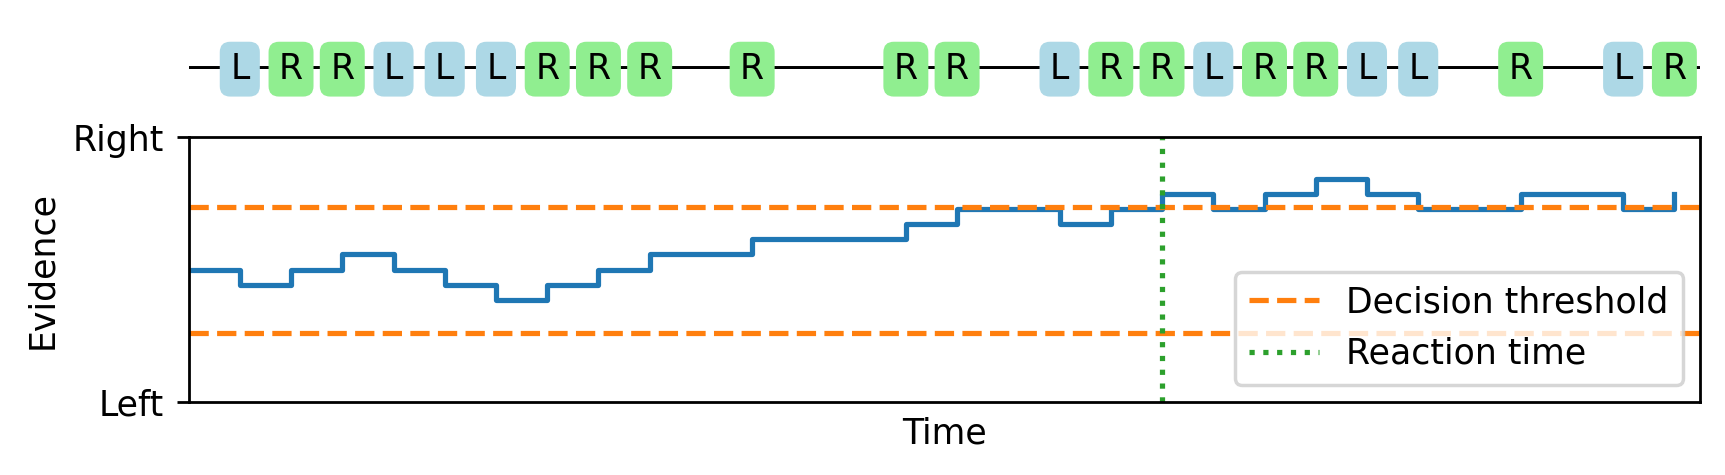 L R R L L L R R R R R R L R R L R R L L R L R
Right
Evidence
Left
Decision threshold
Reaction time
Time